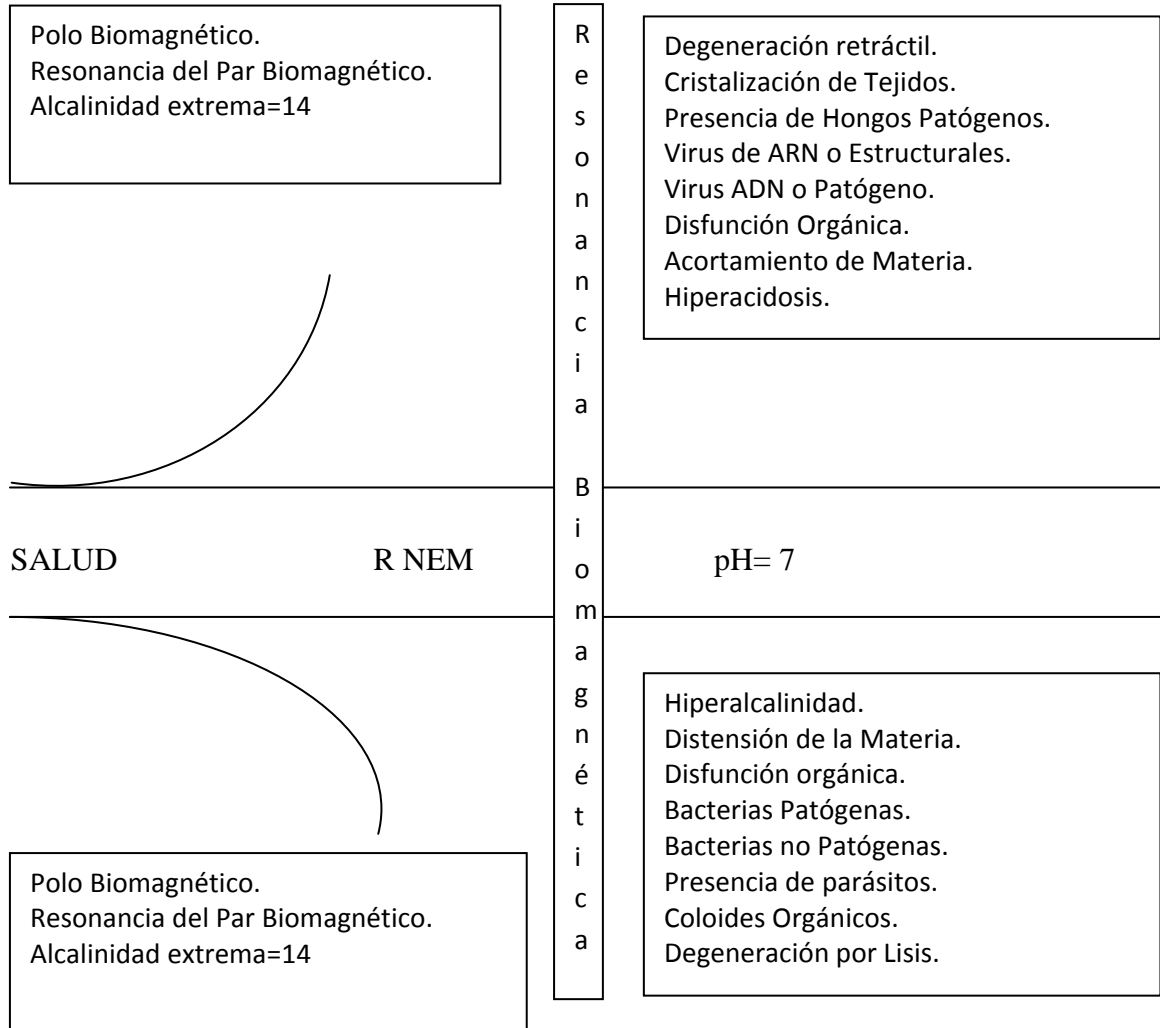 Polo Biomagnético.
Resonancia del Par Biomagnético.
Alcalinidad extrema=14
Resonancia Biomagnética
Degeneración retráctil.
Cristalización de Tejidos.
Presencia de Hongos Patógenos.
Virus de ARN o Estructurales.
Virus ADN o Patógeno.
Disfunción Orgánica.
Acortamiento de Materia.
Hiperacidosis.
SALUD R NEM pH= 7
Polo Biomagnético.
Resonancia del Par Biomagnético.
Alcalinidad extrema=14
Hiperalcalinidad.
Distensión de la Materia.
Disfunción orgánica.
Bacterias Patógenas.
Bacterias no Patógenas.
Presencia de parásitos.
Coloides Orgánicos.
Degeneración por Lisis.